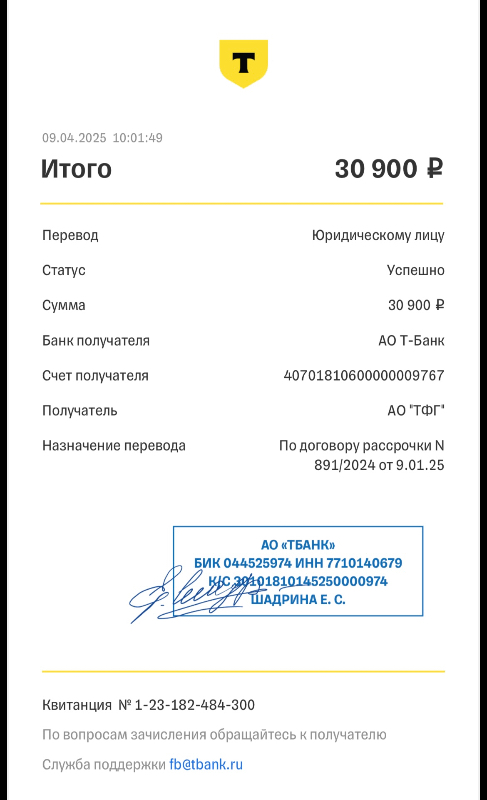 T
09.04.2025 10:01:49
Итого 30 900 ₽
Перевод Юридическому лицу
Статус Успешно
Сумма 30 900 ₽
Банк получателя АО Т-Банк
Счет получателя 40701810600000009767
Получатель АО "ТФГ"
Назначение перевода По договору рассрочки N
891/2024 от 9.01.25
АО «ТБАНК»
БИК 044525974 ИНН 7710140679
К/С 30101810145250000974
ШАДРИНА Е. С.
Квитанция № 1-23-182-484-300
По вопросам зачисления обращайтесь к получателю
Служба поддержки fb@tbank.ru